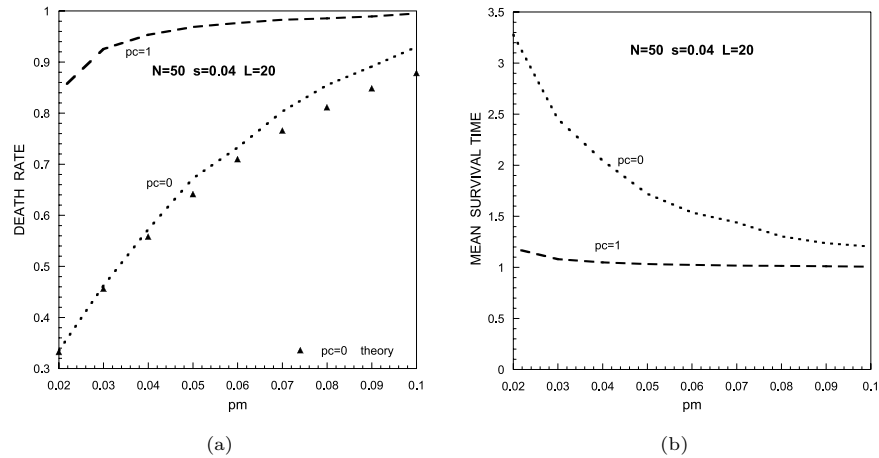 1
0.9
0.8
0.7
0.6
0.5
0.4
0.3
DEATH RATE
pc=1
N=50 s=0.04 L=20
pc=0
pc=0 theory
0.02 0.03 0.04 0.05 0.06 0.07 0.08 0.09 0.1
pm
(a)
3.5
3
2.5
2
1.5
1
0.5
0
MEAN SURVIVAL TIME
N=50 s=0.04 L=20
pc=0
pc=1
0.02 0.03 0.04 0.05 0.06 0.07 0.08 0.09 0.1
pm
(b)